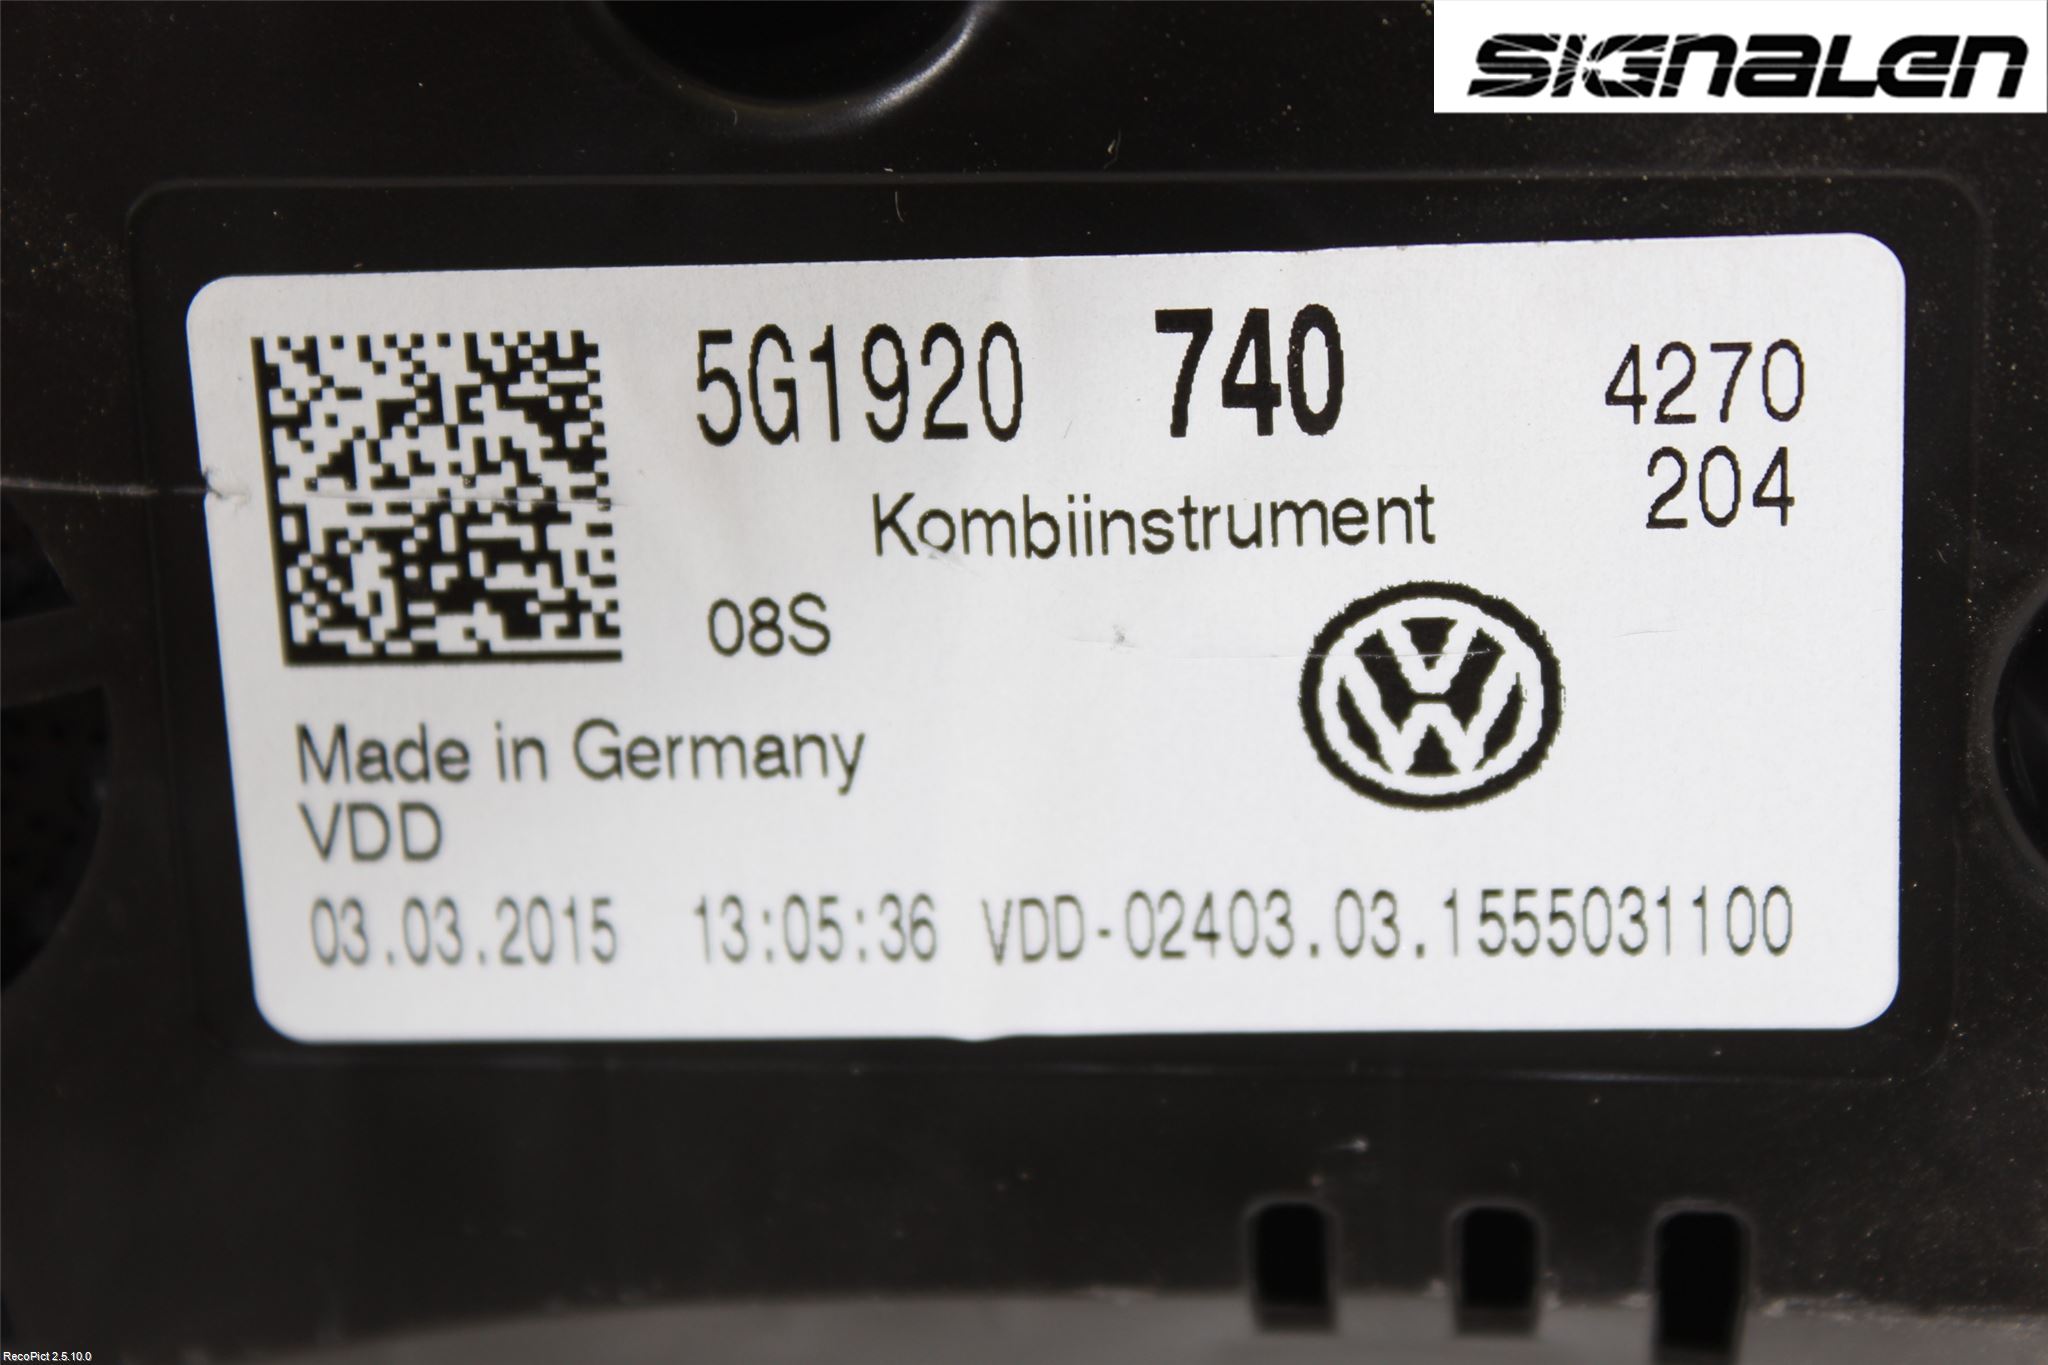 SIGNALEN
5G1920 740 4270
204
Kombiinstrument
08S
Made in Germany
VDD
03.03.2015 13:05:36 VDD-02403.03.1555031100
RecoPict 2.5.10.0